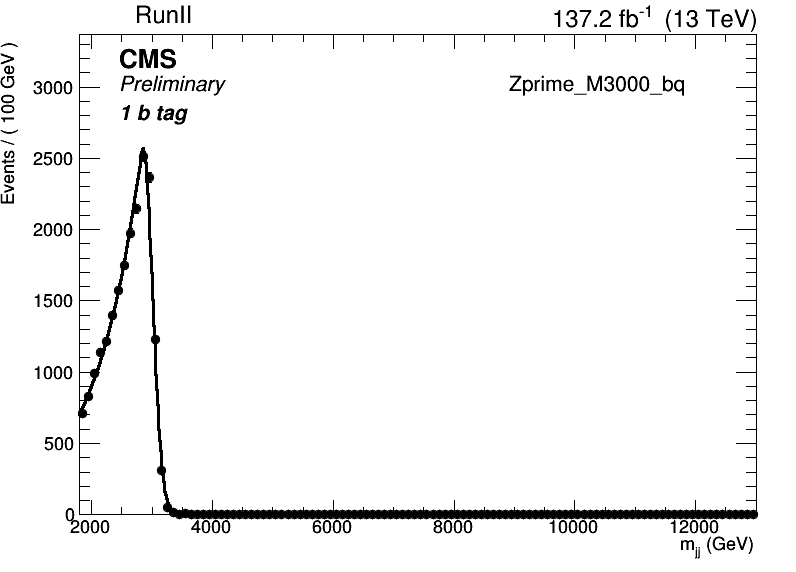 RunII 137.2 fb-1 (13 TeV)
CMS
Preliminary
1 b tag
Zprime_M3000_bq
Events / ( 100 GeV )
3000
2500
2000
1500
1000
500
0
2000 4000 6000 8000 10000 12000
mjj (GeV)